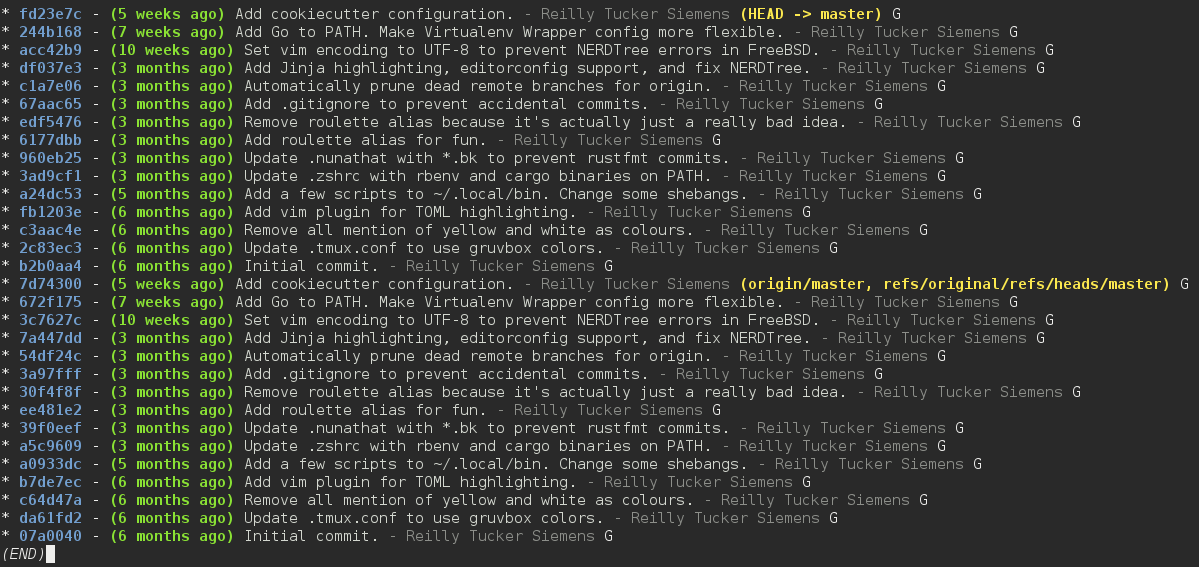 * fd23e7c - (5 weeks ago) Add cookiecutter configuration. - Reilly Tucker Siemens (HEAD -> master) G
* 244b168 - (7 weeks ago) Add Go to PATH. Make Virtualenv Wrapper config more flexible. - Reilly Tucker Siemens G
* acc42b9 - (10 weeks ago) Set vim encoding to UTF-8 to prevent NERDTree errors in FreeBSD. - Reilly Tucker Siemens G
* df037e3 - (3 months ago) Add Jinja highlighting, editorconfig support, and fix NERDTree. - Reilly Tucker Siemens G
* c1a7e06 - (3 months ago) Automatically prune dead remote branches for origin. - Reilly Tucker Siemens G
* 67aac65 - (3 months ago) Add .gitignore to prevent accidental commits. - Reilly Tucker Siemens G
* edf5476 - (3 months ago) Remove roulette alias because it's actually just a really bad idea. - Reilly Tucker Siemens G
* 6177dbb - (3 months ago) Add roulette alias for fun. - Reilly Tucker Siemens G
* 960eb25 - (3 months ago) Update .nunathat with *.bk to prevent rustfmt commits. - Reilly Tucker Siemens G
* 3ad9cf1 - (3 months ago) Update .zshrc with rbenv and cargo binaries on PATH. - Reilly Tucker Siemens G
* a24dc53 - (5 months ago) Add a few scripts to ~/.local/bin. Change some shebangs. - Reilly Tucker Siemens G
* fb1203e - (6 months ago) Add vim plugin for TOML highlighting. - Reilly Tucker Siemens G
* c3aac4e - (6 months ago) Remove all mention of yellow and white as colours. - Reilly Tucker Siemens G
* 2c83ec3 - (6 months ago) Update .tmux.conf to use gruvbox colors. - Reilly Tucker Siemens G
* b2b0aa4 - (6 months ago) Initial commit. - Reilly Tucker Siemens G
* 7d74300 - (5 weeks ago) Add cookiecutter configuration. - Reilly Tucker Siemens (origin/master, refs/original/refs/heads/master) G
* 672f175 - (7 weeks ago) Add Go to PATH. Make Virtualenv Wrapper config more flexible. - Reilly Tucker Siemens G
* 3c7627c - (10 weeks ago) Set vim encoding to UTF-8 to prevent NERDTree errors in FreeBSD. - Reilly Tucker Siemens G
* 7a447dd - (3 months ago) Add Jinja highlighting, editorconfig support, and fix NERDTree. - Reilly Tucker Siemens G
* 54df24c - (3 months ago) Automatically prune dead remote branches for origin. - Reilly Tucker Siemens G
* 3a97fff - (3 months ago) Add .gitignore to prevent accidental commits. - Reilly Tucker Siemens G
* 30f4f8f - (3 months ago) Remove roulette alias because it's actually just a really bad idea. - Reilly Tucker Siemens G
* ee481e2 - (3 months ago) Add roulette alias for fun. - Reilly Tucker Siemens G
* 39f0eef - (3 months ago) Update .nunathat with *.bk to prevent rustfmt commits. - Reilly Tucker Siemens G
* a5c9609 - (3 months ago) Update .zshrc with rbenv and cargo binaries on PATH. - Reilly Tucker Siemens G
* a0933dc - (5 months ago) Add a few scripts to ~/.local/bin. Change some shebangs. - Reilly Tucker Siemens G
* b7de7ec - (6 months ago) Add vim plugin for TOML highlighting. - Reilly Tucker Siemens G
* c64d47a - (6 months ago) Remove all mention of yellow and white as colours. - Reilly Tucker Siemens G
* da61fd2 - (6 months ago) Update .tmux.conf to use gruvbox colors. - Reilly Tucker Siemens G
* 07a0040 - (6 months ago) Initial commit. - Reilly Tucker Siemens G
(END)